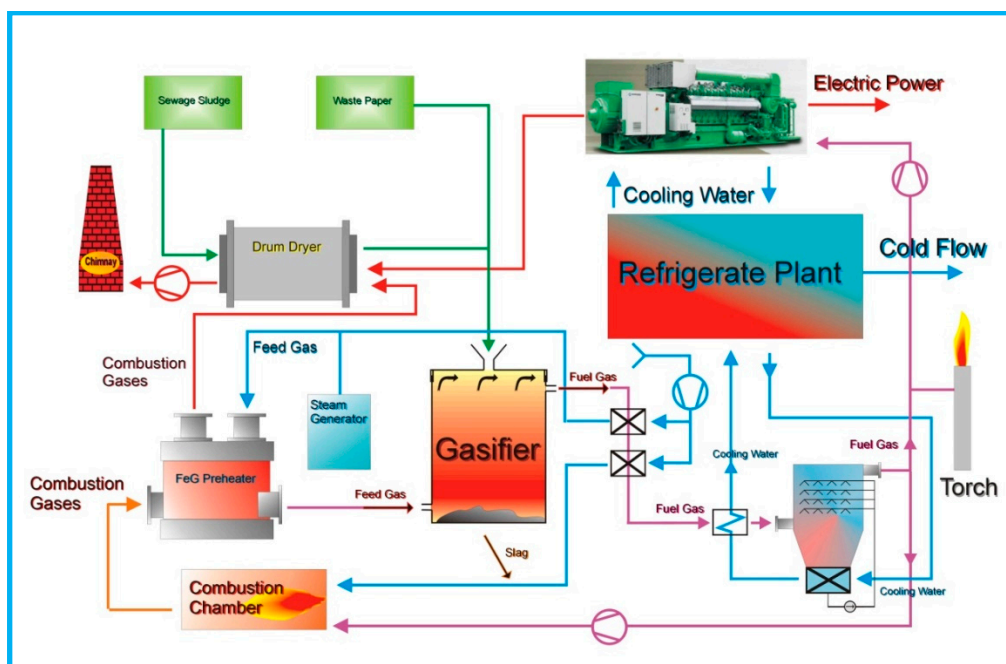 Sewage Sludge
Waste Paper
Electric Power
Cooling Water
Drum Dryer
Chimnay
Refrigerate Plant
Cold Flow
Combustion
Gases
Feed Gas
Steam
Generator
Fuel Gas
Gasifier
FeG Preheater
Combustion
Gases
Feed Gas
Cooling Water
Fuel Gas
Fuel Gas
Torch
Slag
Combustion
Chamber
Cooling Water